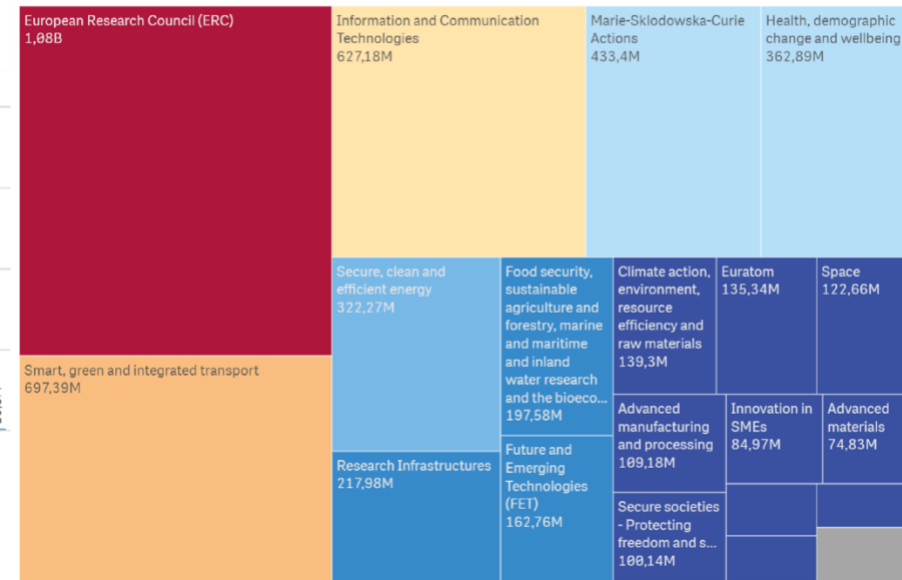 European Research Council (ERC)
1,08B
Information and Communication
Technologies
627,18M
Marie-Sklodowska-Curie
Actions
433,4M
Health, demographic
change and wellbeing
362,89M
Smart, green and integrated transport
697,39M
Secure, clean and
efficient energy
322,27M
Research Infrastructures
217,98M
Food security,
sustainable
agriculture and
forestry, marine
and maritime
and inland
water research
and the bioeco...
197,58M
Future and
Emerging
Technologies
(FET)
162,76M
Climate action,
environment,
resource
efficiency and
raw materials
139,3M
Euratom
135,34M
Space
122,66M
Advanced
manufacturing
and processing
109,18M
Innovation in
SMEs
84,97M
Advanced
materials
74,83M
Secure societies
- Protecting
freedom and s...
100,14M